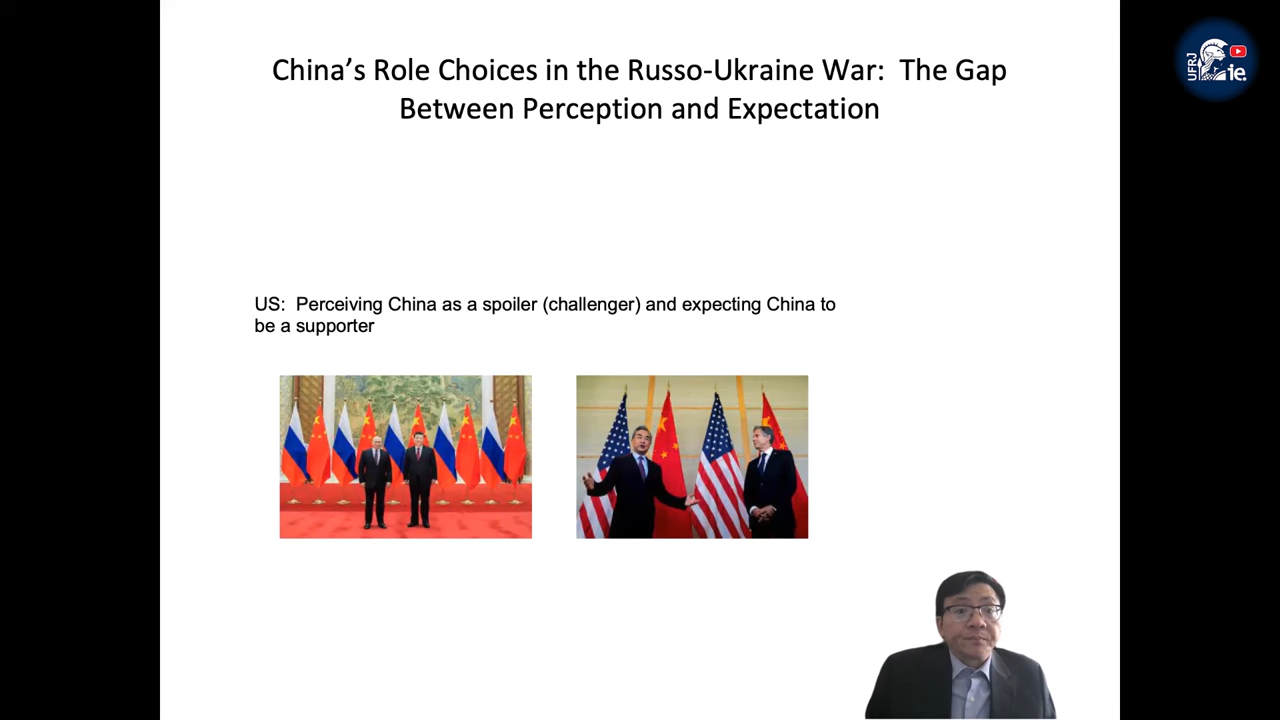 China’s Role Choices in the Russo-Ukraine War:  The Gap
Between Perception and Expectation
US:  Perceiving China as a spoiler (challenger) and expecting China to
be a supporter
UFRJ
ie.